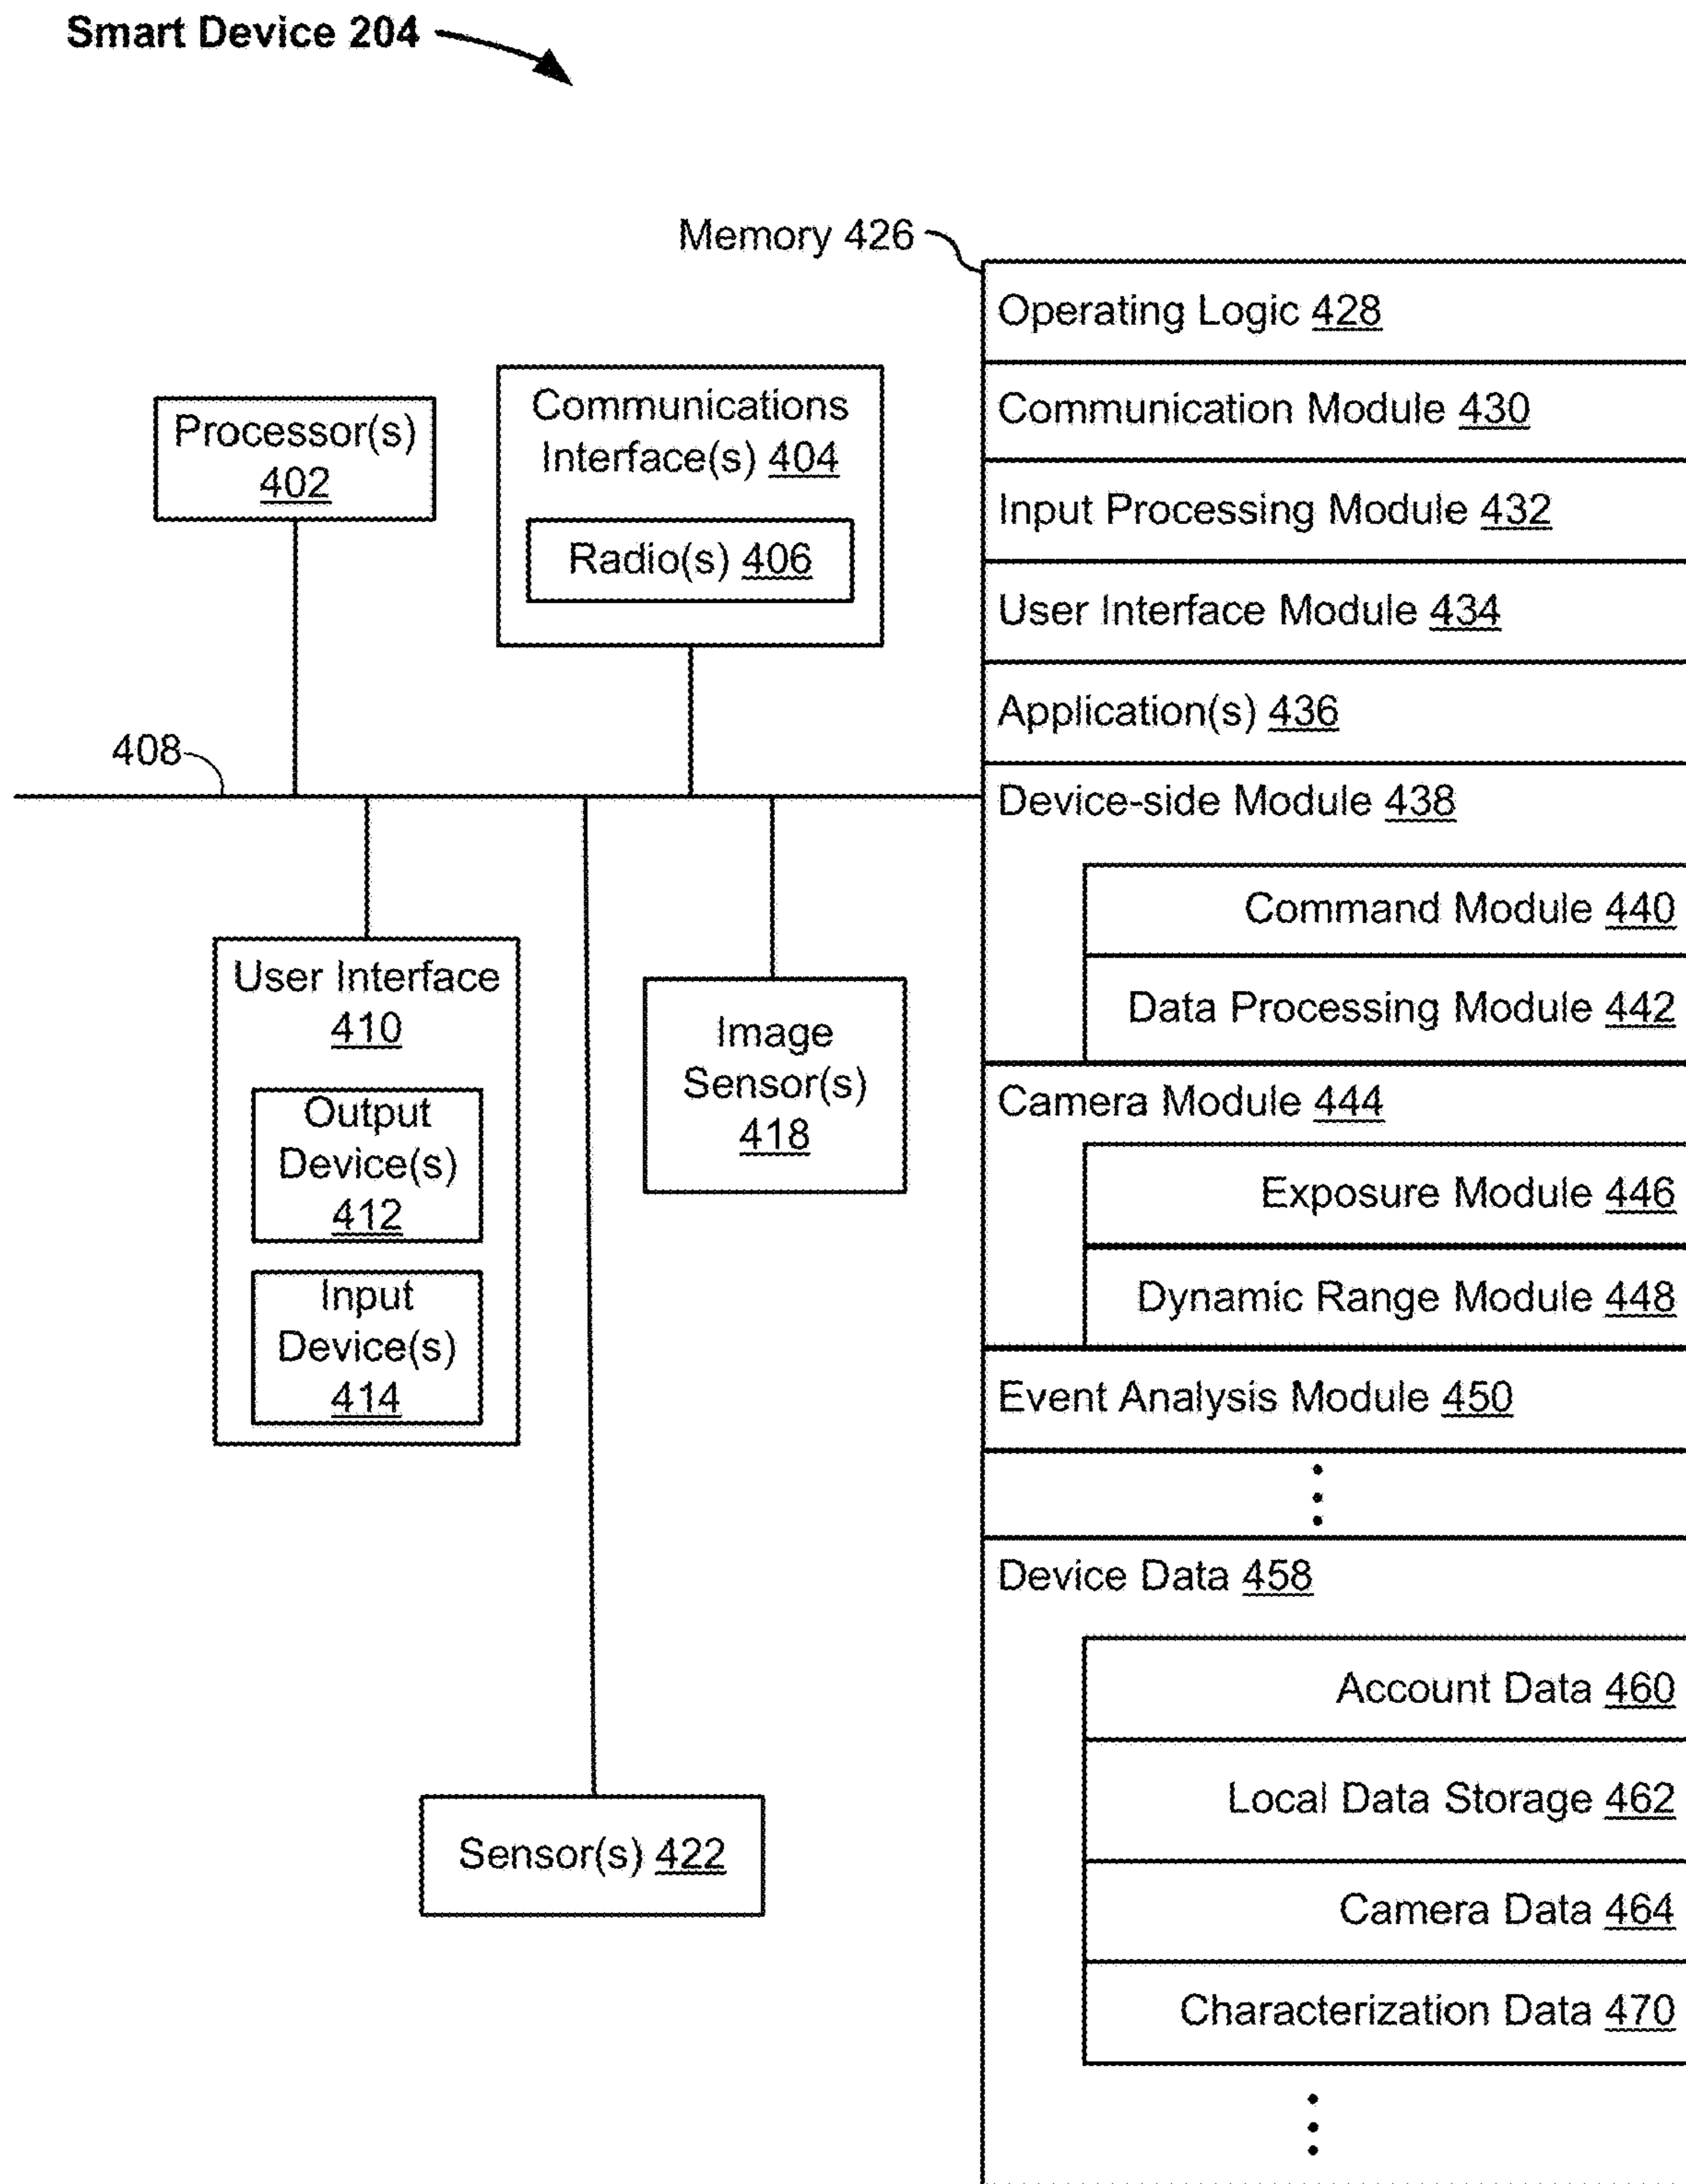 Smart Device 204
Memory 426
Operating Logic 428
Communication Module 430
Input Processing Module 432
User Interface Module 434
Application(s) 436
Device-side Module 438
Command Module 440
Data Processing Module 442
Camera Module 444
Exposure Module 446
Dynamic Range Module 448
Event Analysis Module 450
Device Data 458
Account Data 460
Local Data Storage 462
Camera Data 464
Characterization Data 470
Processor(s)
402
Communications
Interface(s) 404
Radio(s) 406
408
User Interface
410
Output
Device(s)
412
Input
Device(s)
414
Image
Sensor(s)
418
Sensor(s) 422